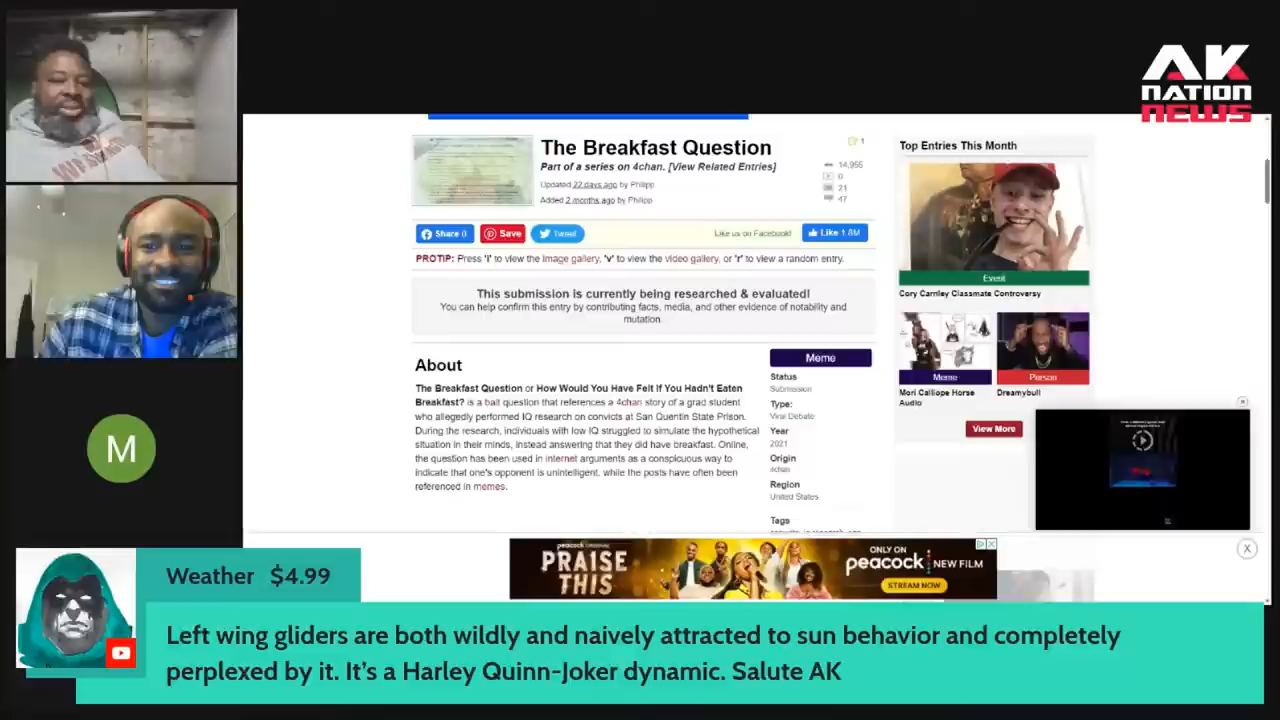 AK
NATION
NEWS
The Breakfast Question
Part of a series on 4chan. [View Related Entries]
Updated 22 days ago by Philipp
Added 2 months ago by Philipp
1
14,955
0
21
47
Share 0
Save
Tweet
Like us on Facebook!
Like 1.8M
PROTIP: Press 'i' to view the image gallery, 'v' to view the video gallery, or 'r' to view a random entry.
This submission is currently being researched & evaluated!
You can help confirm this entry by contributing facts, media, and other evidence of notability and
mutation.
About
The Breakfast Question or How Would You Have Felt If You Hadn't Eaten
Breakfast? is a bait question that references a 4chan story of a grad student
who allegedly performed IQ research on convicts at San Quentin State Prison.
During the research, individuals with low IQ struggled to simulate the hypothetical
situation in their minds, instead answering that they did have breakfast. Online,
the question has been used in internet arguments as a conspicuous way to
indicate that one's opponent is unintelligent, while the posts have often been
referenced in memes.
Meme
Status
Submission
Type:
Viral Debate
Year
2021
Origin
4chan
Region
United States
Tags
Top Entries This Month
Event
Cory Carnley Classmate Controversy
Meme
Mori Calliope Horse
Audio
Person
Dreamybull
View More
M
peacock ORIGINAL
PRAISE
THIS
ONLY ON
peacock
NEW FILM
STREAM NOW
X
Weather $4.99
Left wing gliders are both wildly and naively attracted to sun behavior and completely
perplexed by it. It's a Harley Quinn-Joker dynamic. Salute AK